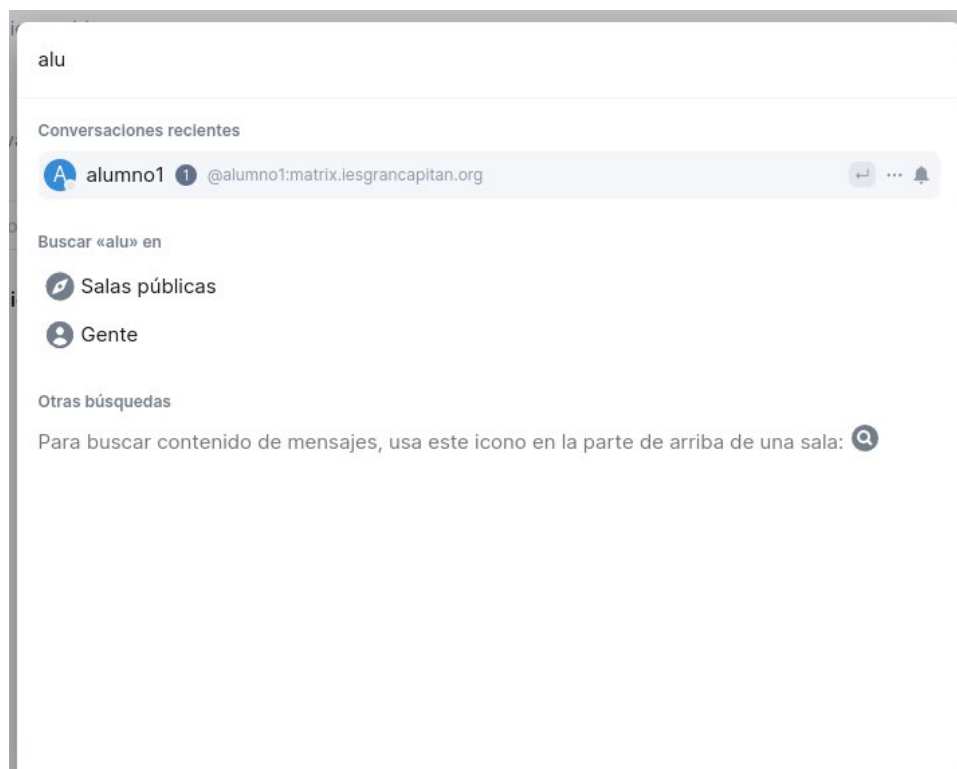 alu
Conversaciones recientes
A alumno1 1 @alumno1:matrix.iesgrancapitan.org
Buscar «alu» en
Salas públicas
Gente
Otras búsquedas
Para buscar contenido de mensajes, usa este icono en la parte de arriba de una sala: